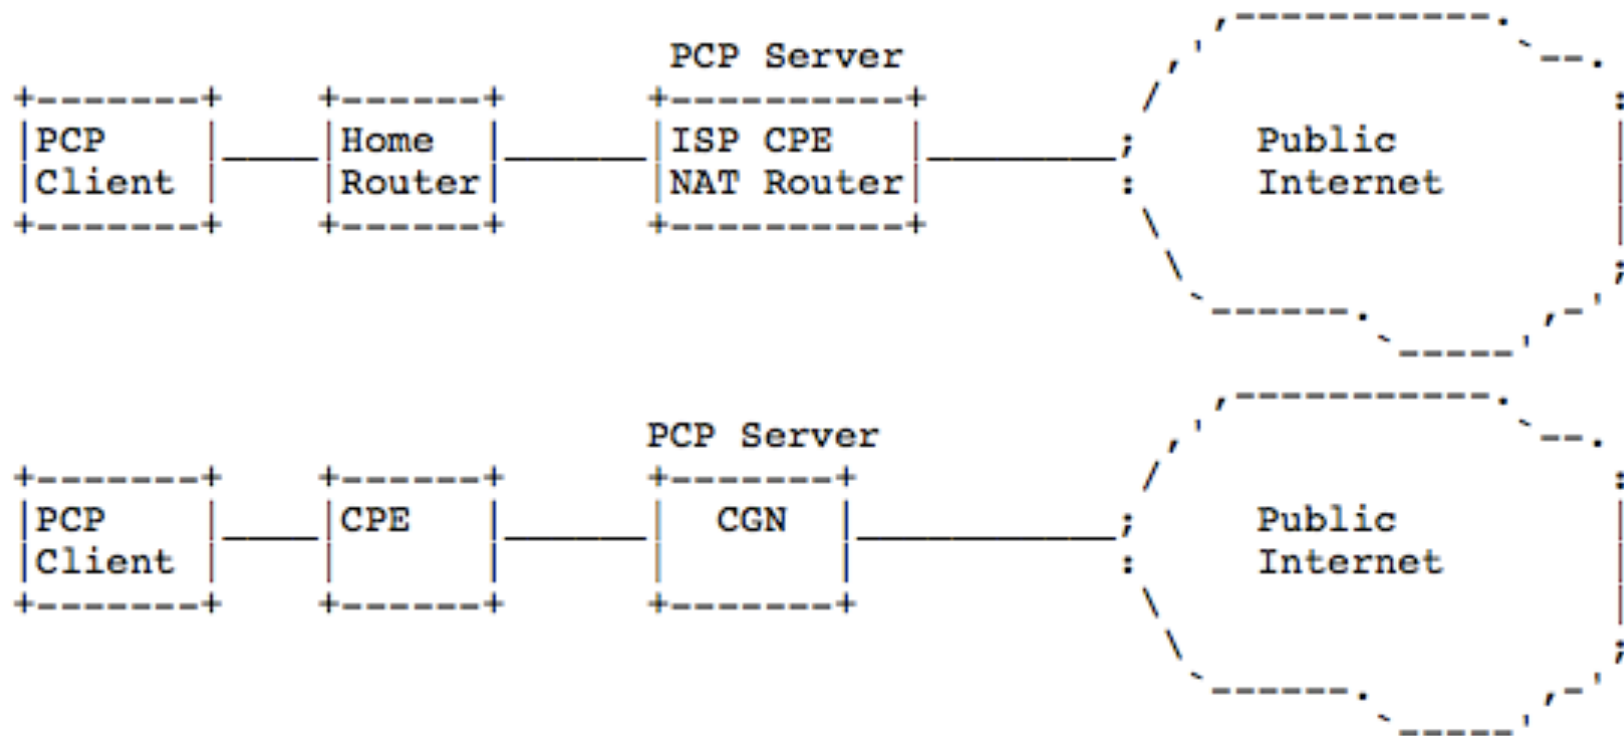 PCP Server
PCP Home ISP CPE Public
Client Router NAT Router Internet
PCP Server
PCP CPE CGN Public
Client Internet